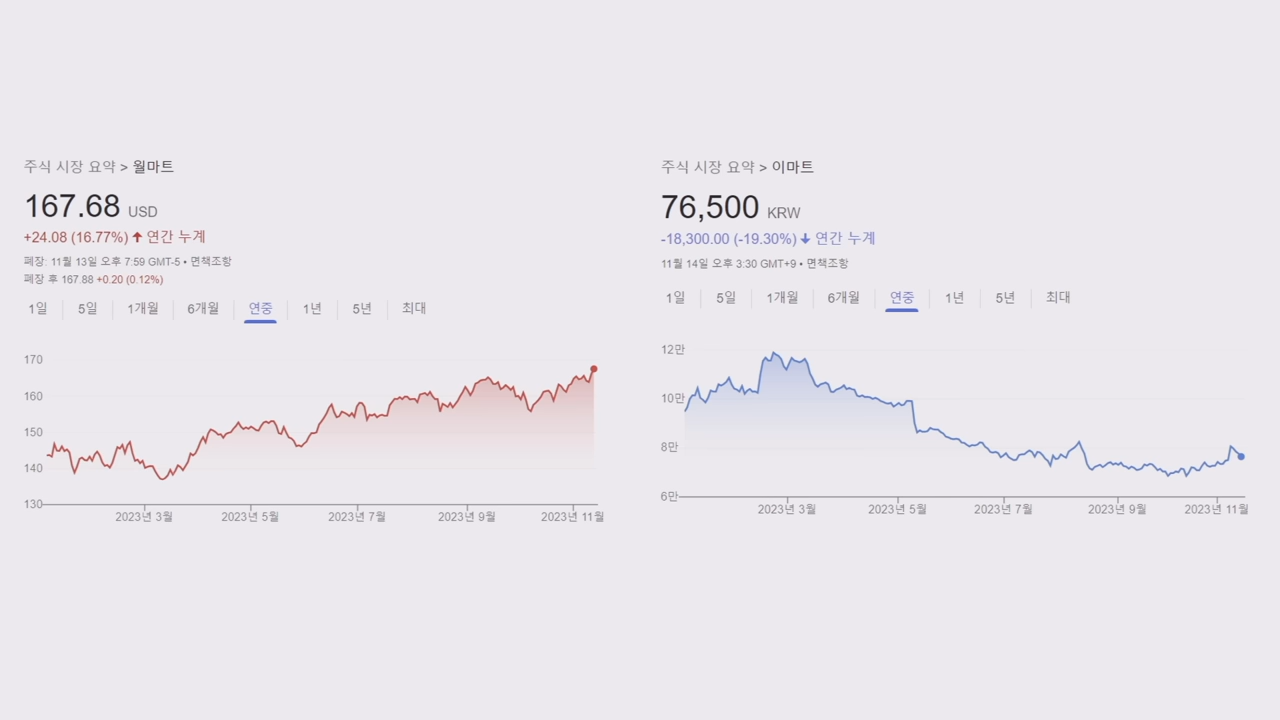 주식 시장 요약 > 월마트
167.68 USD
+24.08 (16.77%) ↑ 연간 누계
폐장: 11월 13일 오후 7:59 GMT-5 • 면책조항
폐장 후 167.88 +0.20 (0.12%)
1일 5일 1개월 6개월 연중 1년 5년 최대
170
160
150
140
130
2023년 3월 2023년 5월 2023년 7월 2023년 9월 2023년 11월
주식 시장 요약 > 이마트
76,500 KRW
-18,300.00 (-19.30%) ↓ 연간 누계
11월 14일 오후 3:30 GMT+9 • 면책조항
1일 5일 1개월 6개월 연중 1년 5년 최대
12만
10만
8만
6만
2023년 3월 2023년 5월 2023년 7월 2023년 9월 2023년 11월